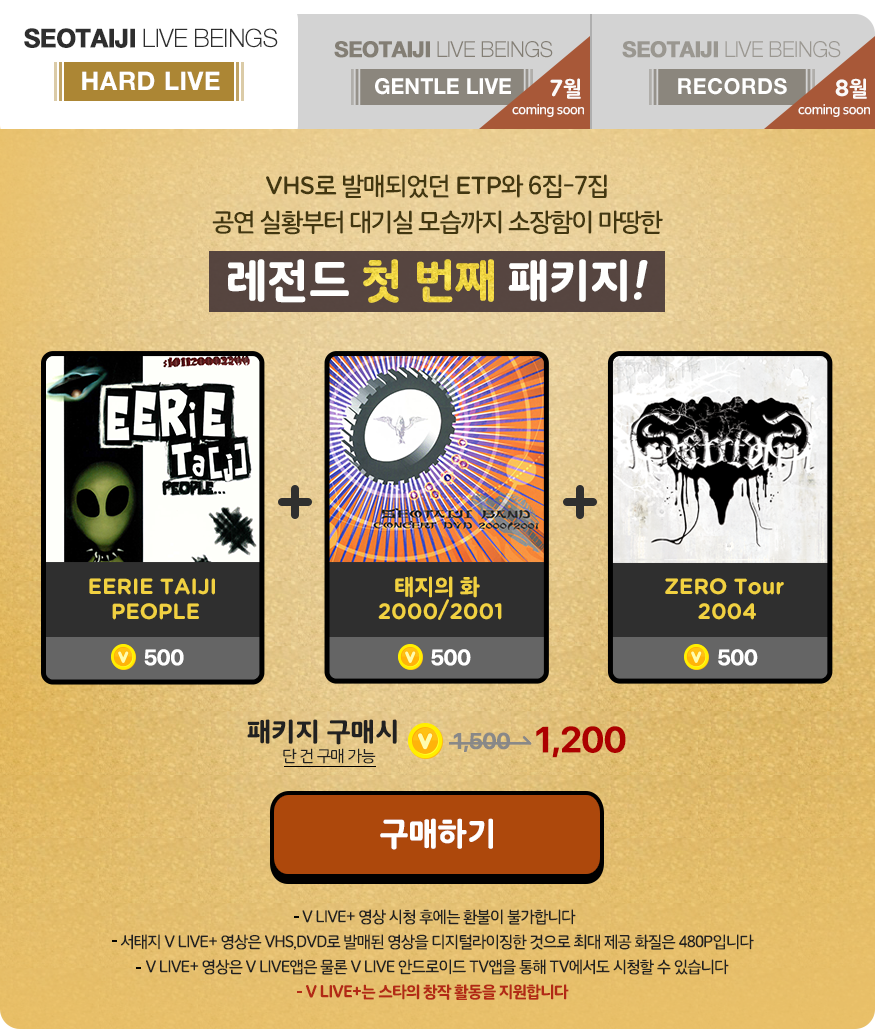 SEOTAIJI LIVE BEINGS
HARD LIVE
SEOTAIJI LIVE BEINGS
GENTLE LIVE
7월
coming soon
SEOTAIJI LIVE BEINGS
RECORDS
8월
coming soon
VHS로 발매되었던 ETP와 6집-7집
공연 실황부터 대기실 모습까지 소장함이 마땅한
레전드 첫 번째 패키지!
EERiE
TaiJi
PEOPLE...
SEOTAIJI BAND
CONCERT DVD 2000/2001
EERIE TAIJI
PEOPLE
500
+
태지의 화
2000/2001
500
+
ZERO Tour
2004
500
패키지 구매시
단 건 구매 가능
V 1,500 → 1,200
구매하기
- V LIVE+ 영상 시청 후에는 환불이 불가합니다
- 서태지 V LIVE+ 영상은 VHS,DVD로 발매된 영상을 디지털라이징한 것으로 최대 제공 화질은 480P입니다
- V LIVE+ 영상은 V LIVE앱은 물론 V LIVE 안드로이드 TV앱을 통해 TV에서도 시청할 수 있습니다
- V LIVE+는 스타의 창작 활동을 지원합니다